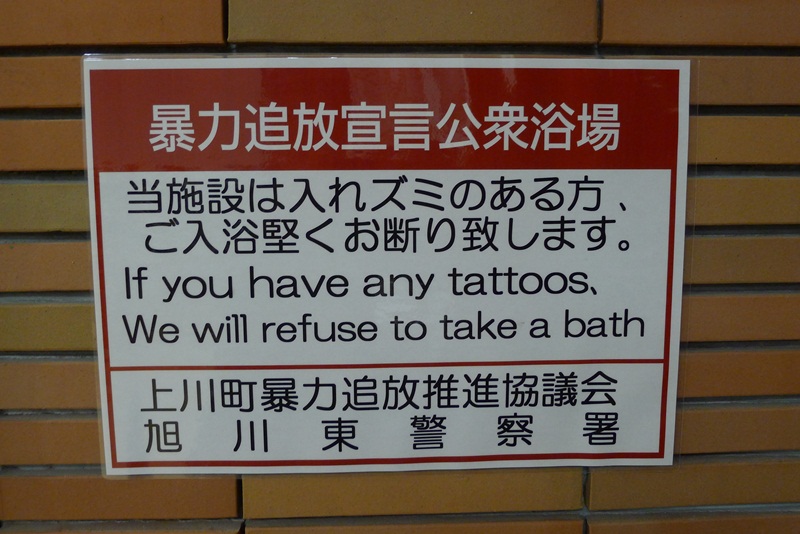 暴力追放宣言公衆浴場
当施設は入れズミのある方、
ご入浴堅くお断り致します。
If you have any tattoos、
We will refuse to take a bath
上川町暴力追放推進協議会
旭川東警察署